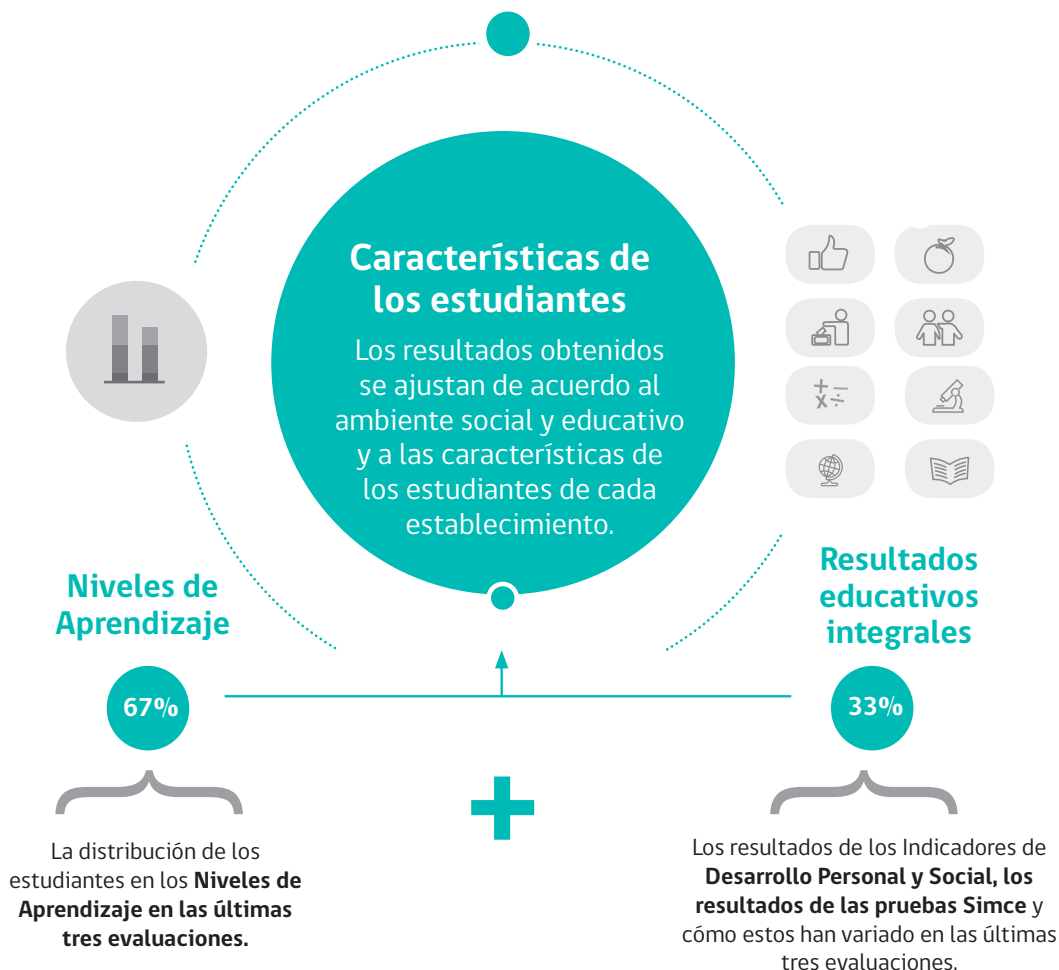 Características de
los estudiantes
Los resultados obtenidos
se ajustan de acuerdo al
ambiente social y educativo
y a las características de
los estudiantes de cada
establecimiento.
Niveles de
Aprendizaje
67%
La distribución de los
estudiantes en los Niveles de
Aprendizaje en las últimas
tres evaluaciones.
Resultados
educativos
integrales
33%
Los resultados de los Indicadores de
Desarrollo Personal y Social, los
resultados de las pruebas Simce y
cómo estos han variado en las últimas
tres evaluaciones.